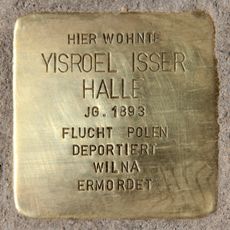 HIER WOHNTE
YISROEL ISSER
HALLE
JG. 1893
FLUCHT POLEN
DEPORTIERT
WILNA
ERMORDET